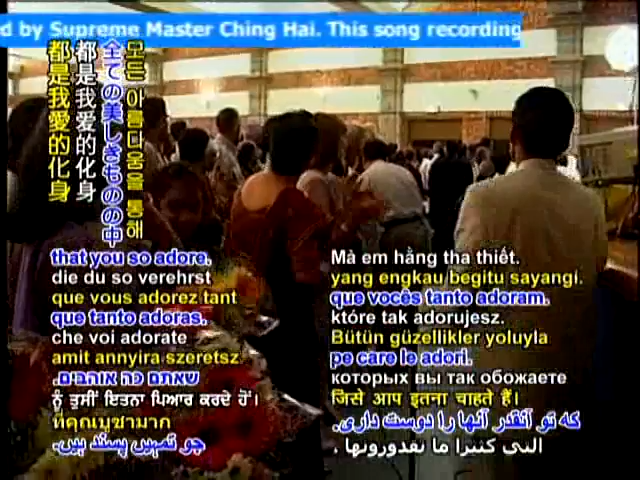 d by Supreme Master Ching Hai. This song recording
都是我愛的化身
都是我爱的化身
全ての美しきものの中
모든 아름다움을 통해
that you so adore.
die du so verehrst
que vous adorez tant
que tanto adoras.
che voi adorate
amit annyira szeretsz.
שאתם כה אוהבים.
ਨੂੰ ਤੁਸੀਂ ਇਤਨਾ ਪਿਆਰ ਕਰਦੇ ਹੋਂ।
ที่คุณบูชามาก
جو تمہیں پسند ہیں۔
Mà em hằng tha thiết.
yang engkau begitu sayangi.
que vocês tanto adoram.
które tak adorujesz.
Bütün güzellikler yoluyla
pe care le adori.
которых вы так обожаете
जिसे आप इतना चाहते हैं।
که تو آنقدر آنها را دوست داری.
التي كثيرا ما تقدورونها ،